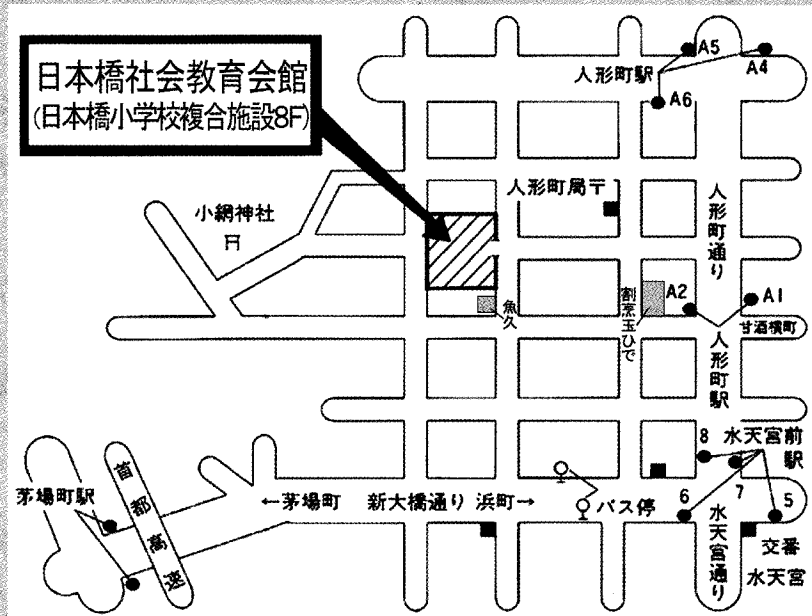 日本橋社会教育会館
(日本橋小学校複合施設8F)
A5
A4
人形町駅
A6
小網神社
人形町局〒
人形町通り
魚久
割烹玉ひで
A2
A1
甘酒横町
人形町駅
8
水天宮前駅
7
6
5
茅場町駅
首都高速
←茅場町
新大橋通り
浜町→
バス停
水天宮通り
交番
水天宮